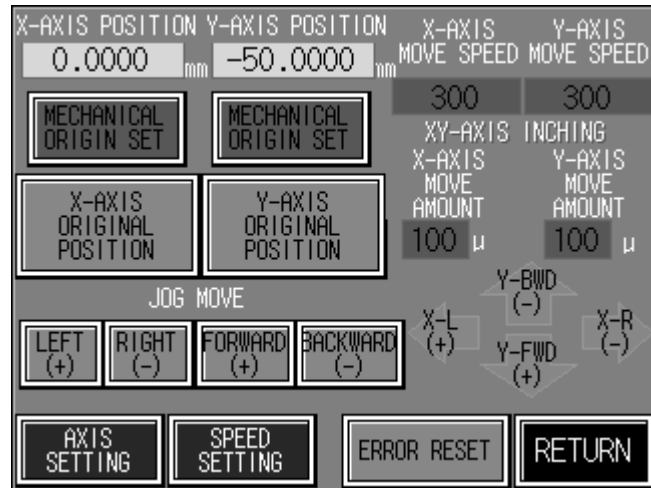 X-AXIS POSITION Y-AXIS POSITION
0.0000 mm -50.0000 mm
X-AXIS MOVE SPEED
Y-AXIS MOVE SPEED
300 300
MECHANICAL ORIGIN SET
MECHANICAL ORIGIN SET
XY-AXIS INCHING
X-AXIS MOVE AMOUNT
Y-AXIS MOVE AMOUNT
100 μ 100 μ
X-AXIS ORIGINAL POSITION
Y-AXIS ORIGINAL POSITION
Y-BWD (-)
X-L (+)
X-R (-)
Y-FWD (+)
JOG MOVE
LEFT (+)
RIGHT (-)
FORWARD (+)
BACKWARD (-)
AXIS SETTING
SPEED SETTING
ERROR RESET
RETURN